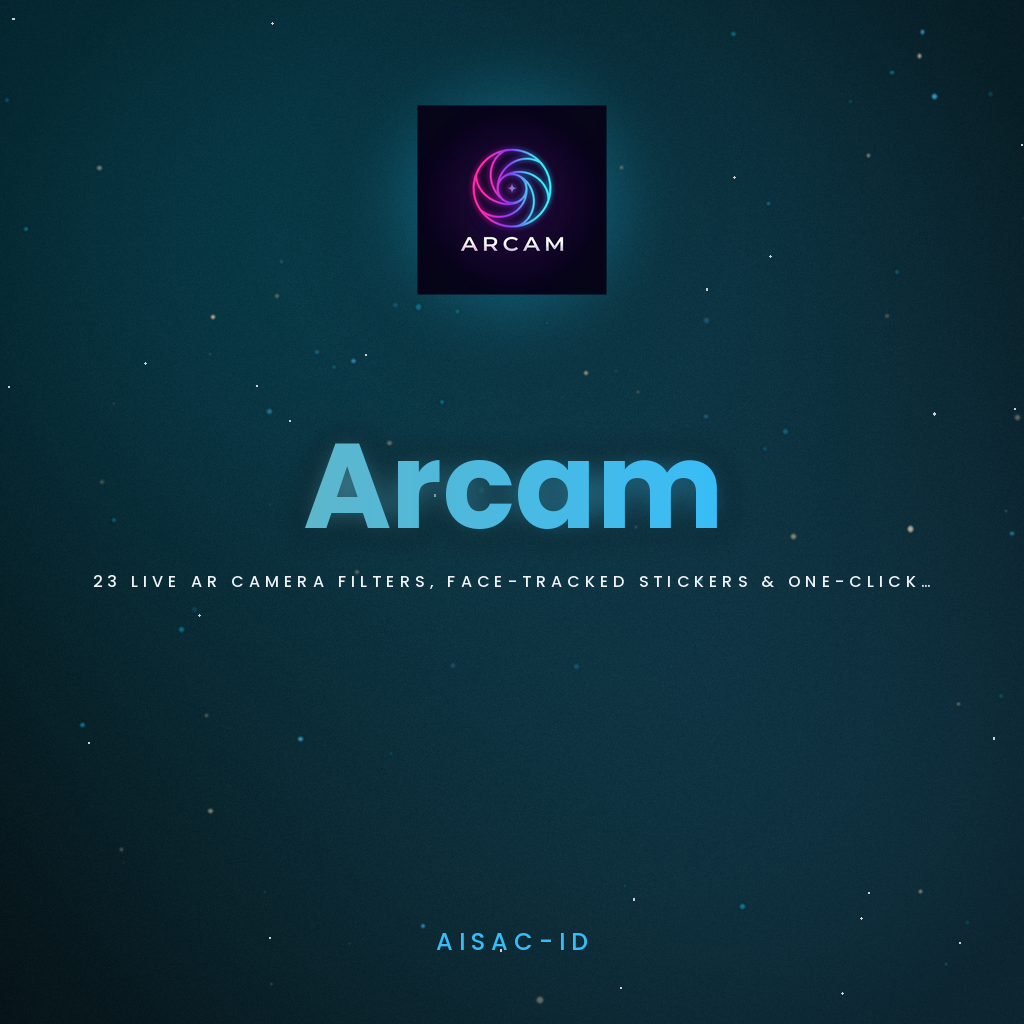 ARCAM
Arcam
23 LIVE AR CAMERA FILTERS, FACE-TRACKED STICKERS & ONE-CLICK…
AISAC-ID